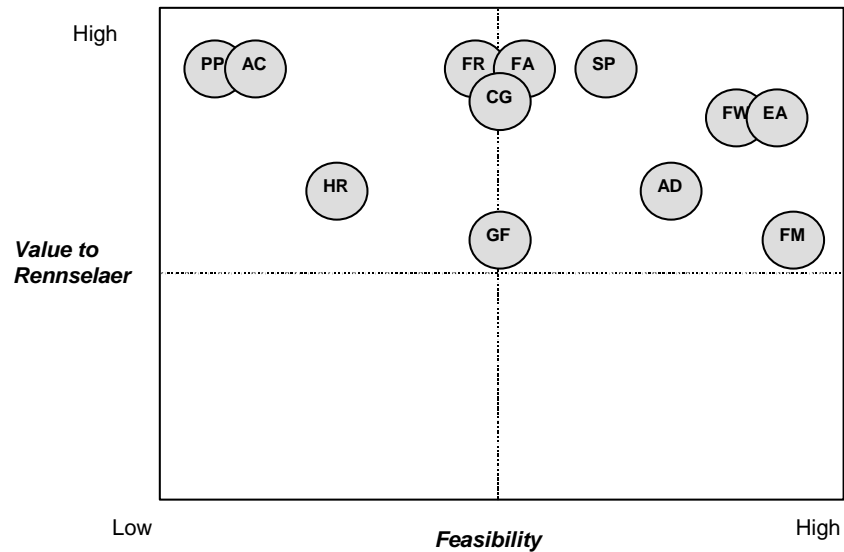 High
PP AC FR FA SP
CG
FW EA
HR AD
GF FM
Value to
Rennselaer
Low Feasibility High